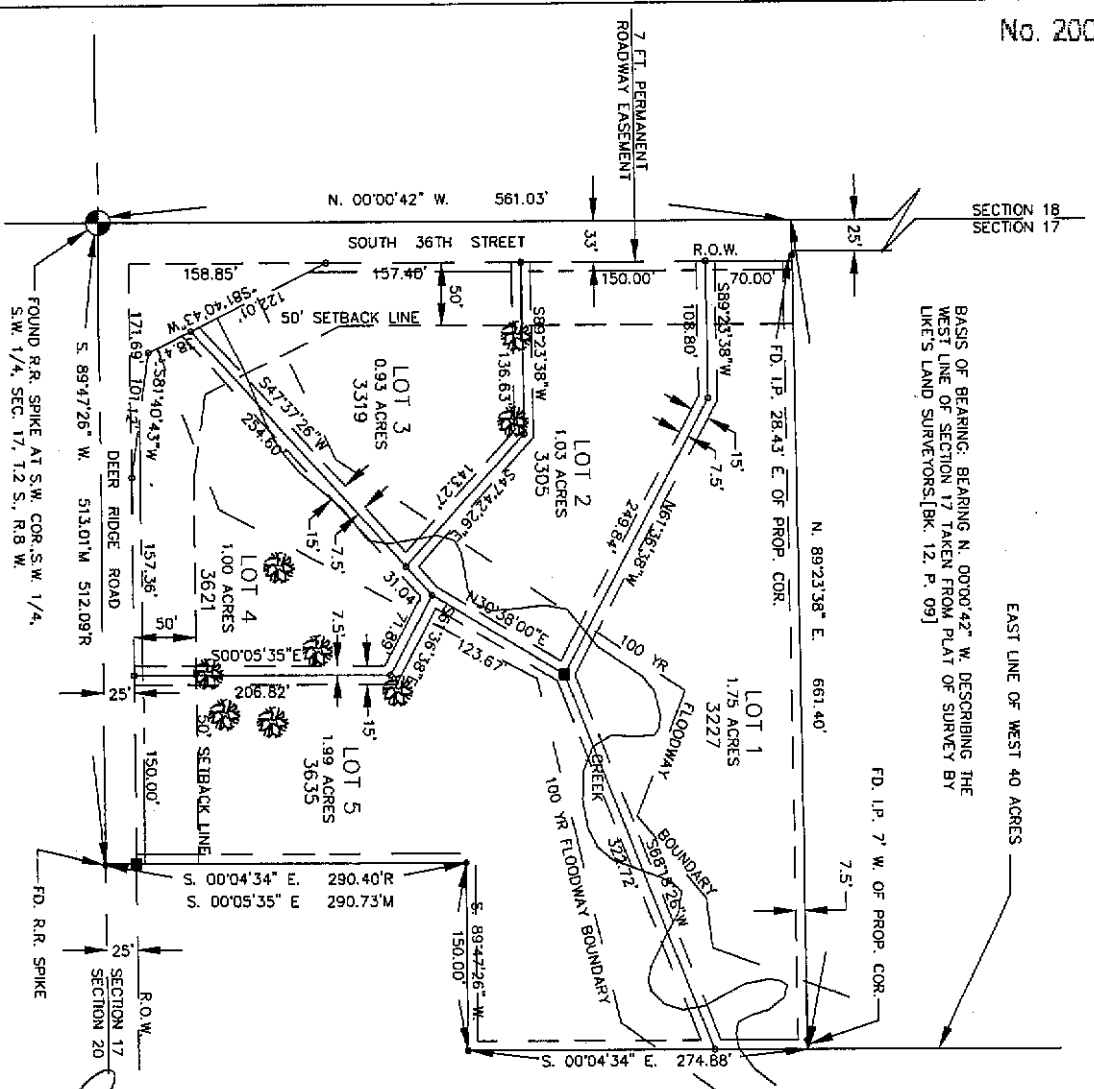 No. 200
7 FT. PERMANENT
ROADWAY EASEMENT
N. 00°00'42" W. 561.03'
33'
25'
SECTION 18
SECTION 17
SOUTH 36TH STREET
R.O.W.
158.85'
157.40'
150.00'
70.00'
50'
50' SETBACK LINE
S81°40'43"W
122.01'
S89°23'38"W
136.63'
S89°23'38"W
108.80'
FD. I.P. 28.43' E. OF PROP. COR.
BASIS OF BEARING: BEARING N. 00°00'42" W. DESCRIBING THE
WEST LINE OF SECTION 17 TAKEN FROM PLAT OF SURVEY BY
LIKE'S LAND SURVEYORS.[BK. 12, P. 09]
FOUND R.R. SPIKE AT S.W. COR.,S.W. 1/4,
S.W. 1/4, SEC. 17, T.2 S., R.8 W.
S. 89°47'26" W. 513.01'M 512.09'R
DEER RIDGE ROAD
171.69'
101.12'
S81°40'43"W
157.36'
150.00'
LOT 3
0.93 ACRES
3319
S47°37'26"W
254.60'
15'
7.5'
LOT 2
1.03 ACRES
3305
S47°42'26"E
143.27'
15'
7.5'
N61°36'38"W
249.84'
N. 89°23'38" E. 661.40'
EAST LINE OF WEST 40 ACRES
LOT 4
1.00 ACRES
3621
31.04'
71.89'
S61°36'38"E
N30°38'00"E
123.67'
100 YR FLOODWAY BOUNDARY
LOT 1
1.75 ACRES
3227
50'
S00°05'35"E
206.82'
7.5'
15'
25'
50' SETBACK LINE
LOT 5
1.99 ACRES
3635
CREEK
S68°18'26"W
322.72'
100 YR FLOODWAY BOUNDARY
FD. I.P. 7' W. OF PROP. COR.
7.5'
S. 00°04'34" E. 290.40'R
S. 00°05'35" E 290.73'M
S. 89°47'26" W.
150.00'
FD. R.R. SPIKE
25'
R.O.W.
SECTION 17
SECTION 20
S. 00°04'34" E. 274.88'